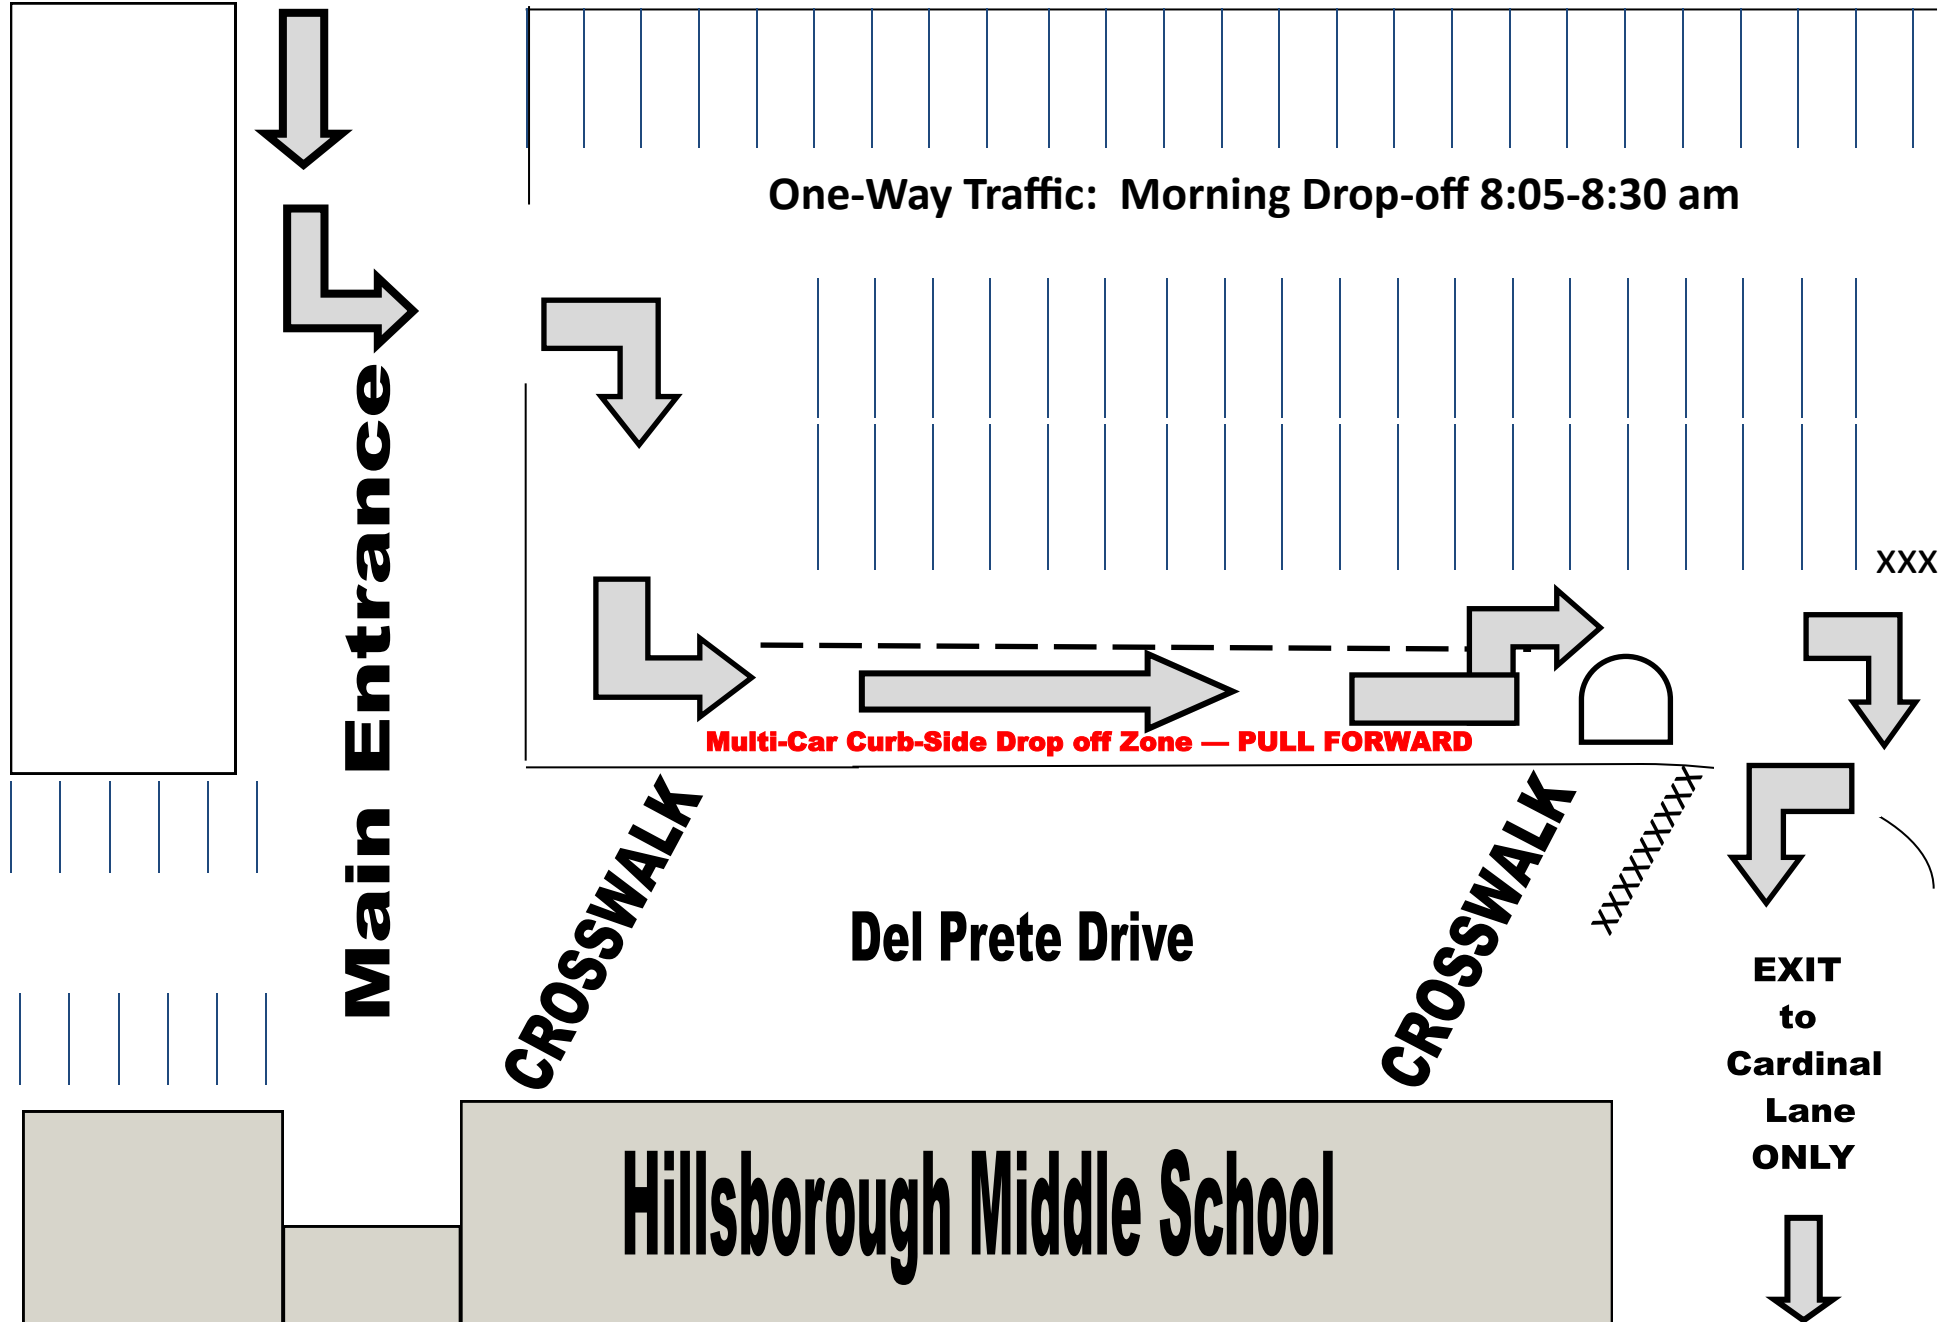 One-Way Traffic:  Morning Drop-off 8:05-8:30 am
Main Entrance
XXX
Multi-Car Curb-Side Drop off Zone — PULL FORWARD
CROSSWALK
CROSSWALK
XXXXXXXXX
Del Prete Drive
EXIT
to
Cardinal
Lane
ONLY
Hillsborough Middle School